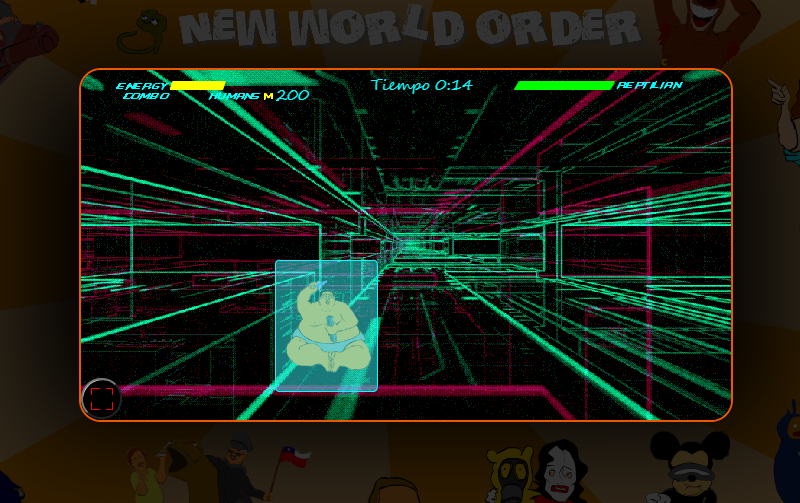 NEW WORLD ORDER
ENERGY
Tiempo 0:14
REPTILIAN
COMBO
HUMANS M 200